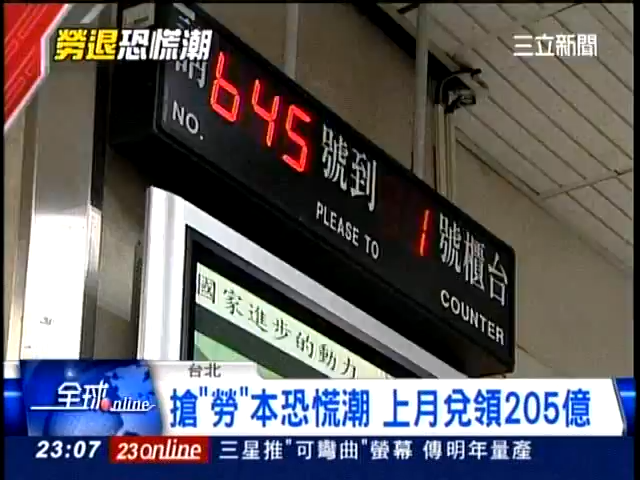 勞退恐慌潮
三立新聞
請 645 號到 1 號櫃台
NO. PLEASE TO COUNTER
國家進步的動力
台北
全球online
搶"勞"本恐慌潮 上月兌領205億
23:07 23online 三星推"可彎曲"螢幕 傳明年量產